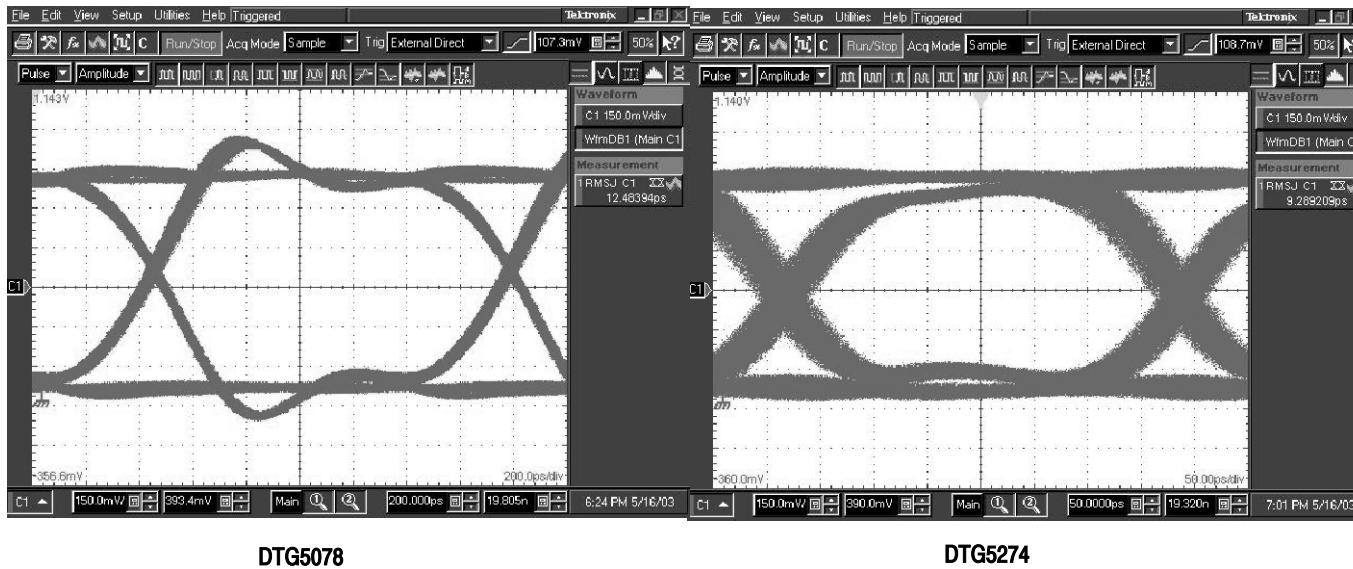 File Edit View Setup Utilities Help Triggered Tektronix
Run/Stop Acq Mode Sample Trig External Direct 107.3mV 50%
Pulse Amplitude
1.143V
Waveform
C1 150.0mV/div
WfmDB1 (Main C1
Measurement
1 RMSJ C1
12.48394ps
C1
-356.6mV 200.0ps/div
C1 150.0mV/ 393.4mV Main 200.000ps 19.805n 6:24 PM 5/16/03
DTG5078
File Edit View Setup Utilities Help Triggered Tektronix
Run/Stop Acq Mode Sample Trig External Direct 108.7mV 50%
Pulse Amplitude
1.140V
Waveform
C1 150.0mV/div
WfmDB1 (Main C
Measurement
1 RMSJ C1
9.289209ps
C1
-360.0mV 50.00ps/div
C1 150.0mV/ 390.0mV Main 50.0000ps 19.320n 7:01 PM 5/16/03
DTG5274